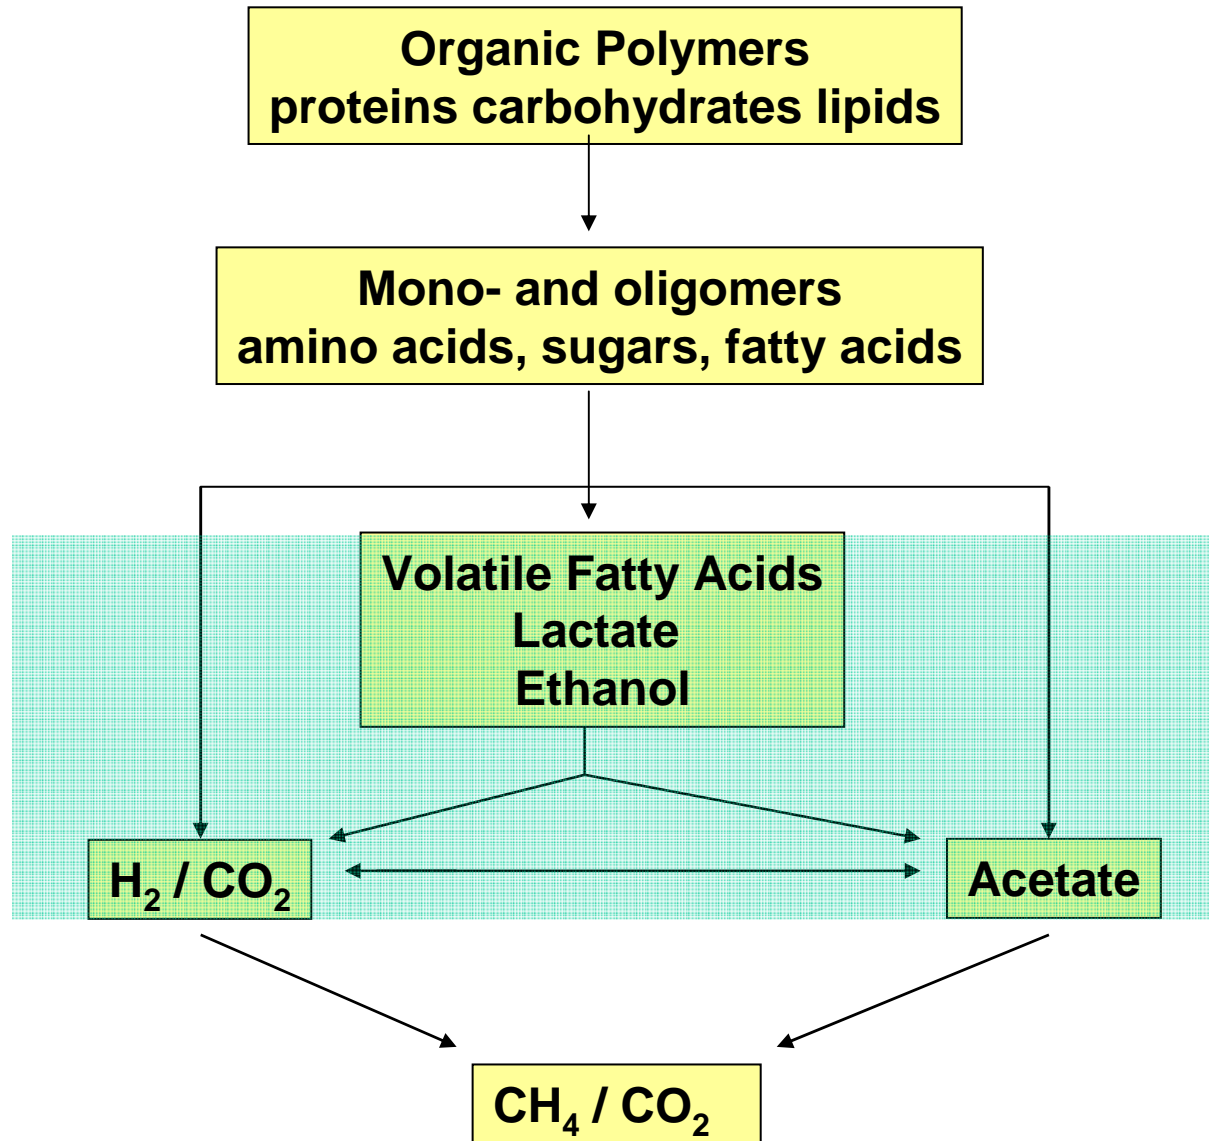 Organic Polymers
proteins carbohydrates lipids
Mono- and oligomers
amino acids, sugars, fatty acids
Volatile Fatty Acids
Lactate
Ethanol
H₂ / CO₂
Acetate
CH₄ / CO₂